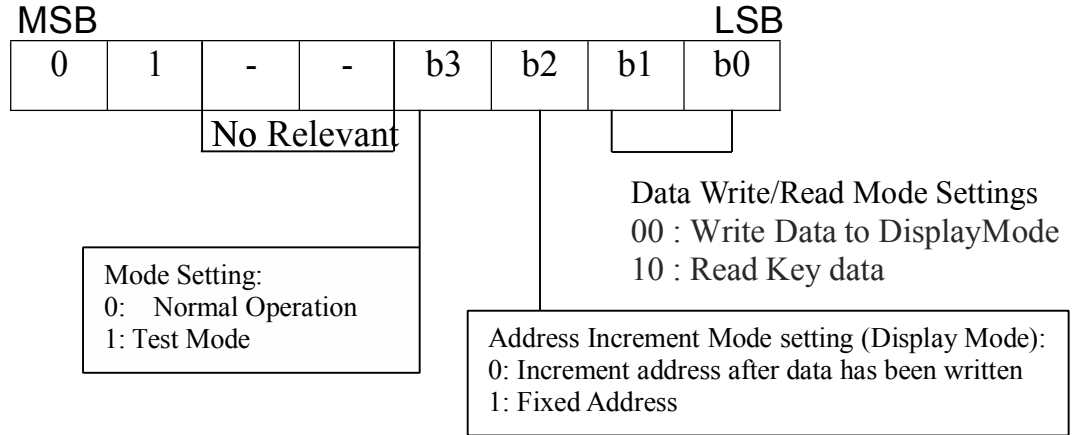 MSB LSB
0 1 - - b3 b2 b1 b0
No Relevant
Data Write/Read Mode Settings
00 : Write Data to DisplayMode
10 : Read Key data
Mode Setting:
0: Normal Operation
1: Test Mode
Address Increment Mode setting (Display Mode):
0: Increment address after data has been written
1: Fixed Address